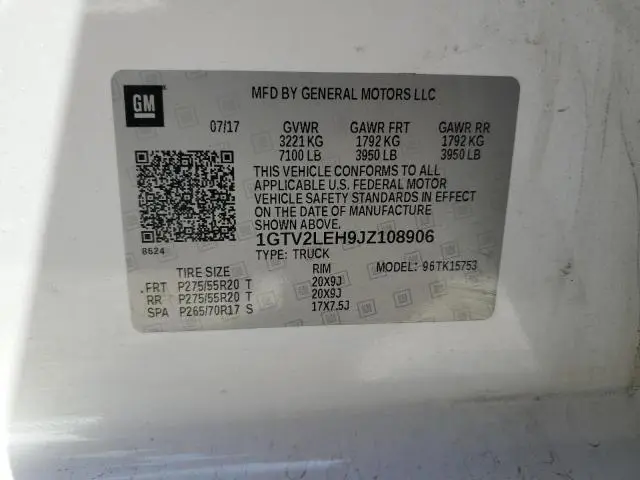 GM
MFD BY GENERAL MOTORS LLC
07/17 GVWR GAWR FRT GAWR RR
3221 KG 1792 KG 1792 KG
7100 LB 3950 LB 3950 LB
THIS VEHICLE CONFORMS TO ALL
APPLICABLE U.S. FEDERAL MOTOR
VEHICLE SAFETY STANDARDS IN EFFECT
ON THE DATE OF MANUFACTURE
SHOWN ABOVE.
8624
1GTV2LEH9JZ108906
TYPE: TRUCK MODEL: 96TK15753
TIRE SIZE RIM
FRT P275/55R20 T 20X9J
RR P275/55R20 T 20X9J
SPA P265/70R17 S 17X7.5J